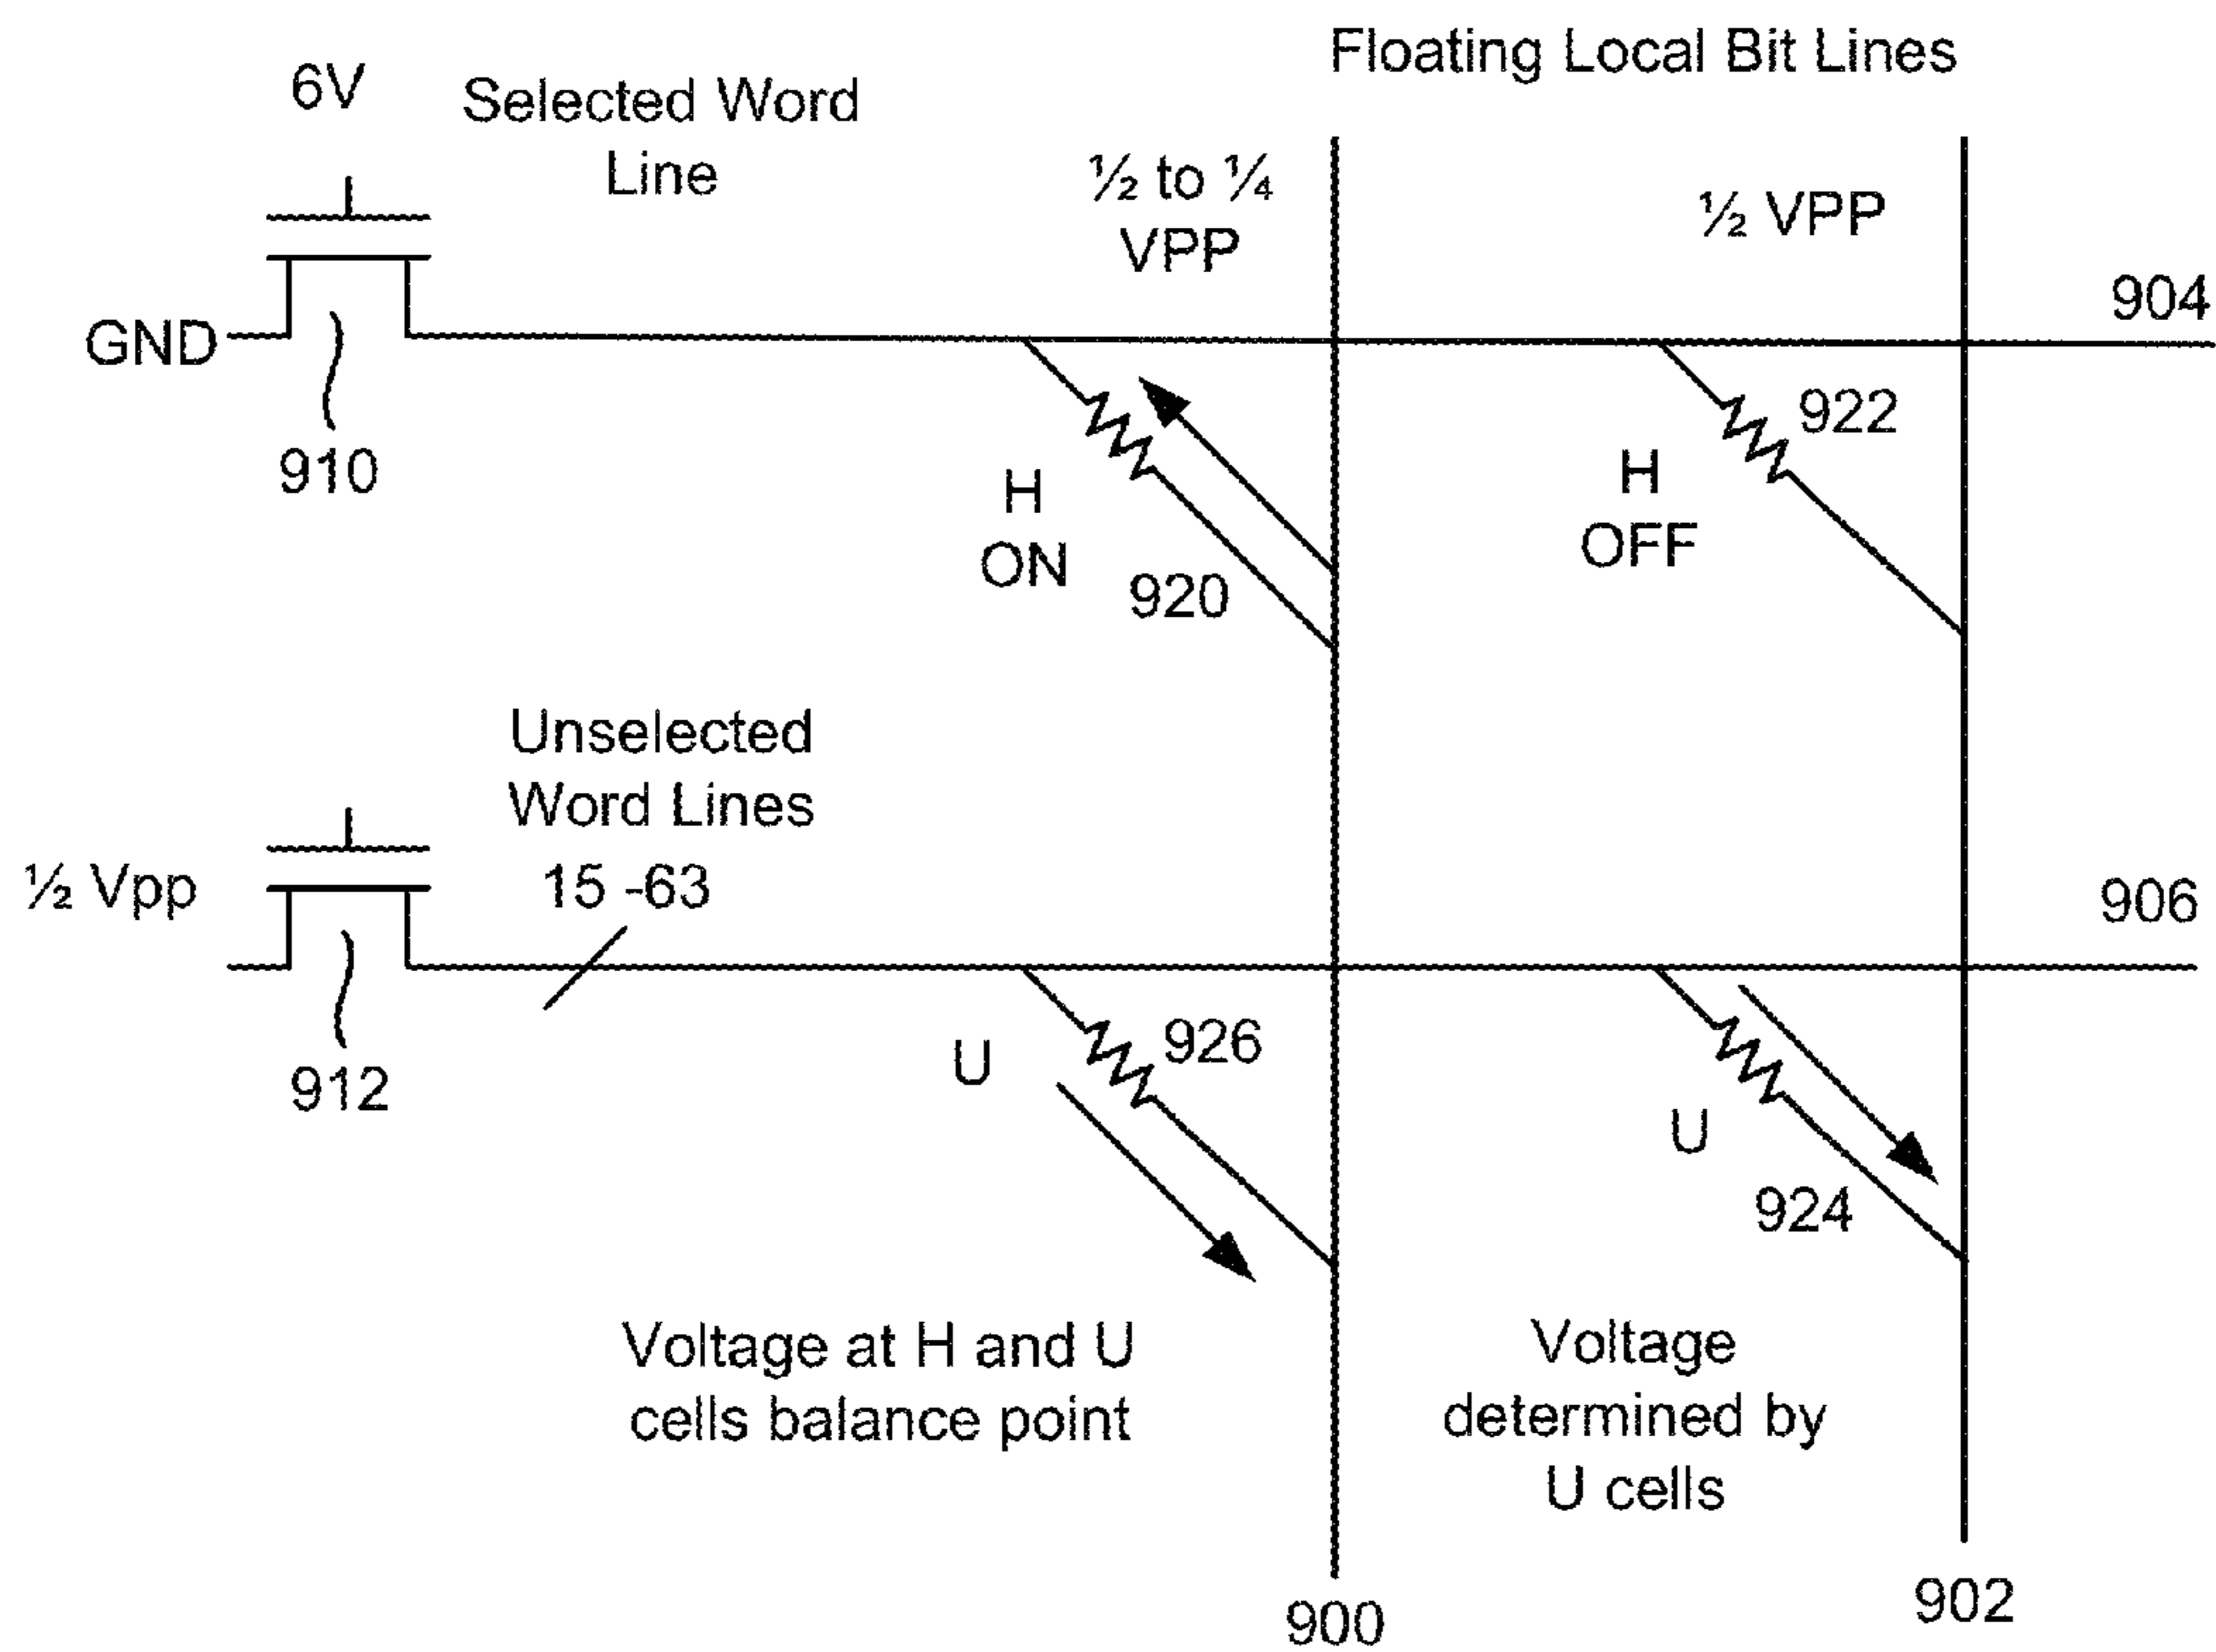 Floating Local Bit Lines
6V
Selected Word
Line
½ to ¼
VPP
½ VPP
904
GND
910
H
ON
920
922
H
OFF
Unselected
Word Lines
15 -63
½ Vpp
906
912
U
926
U
924
Voltage at H and U
cells balance point
Voltage
determined by
U cells
900
902